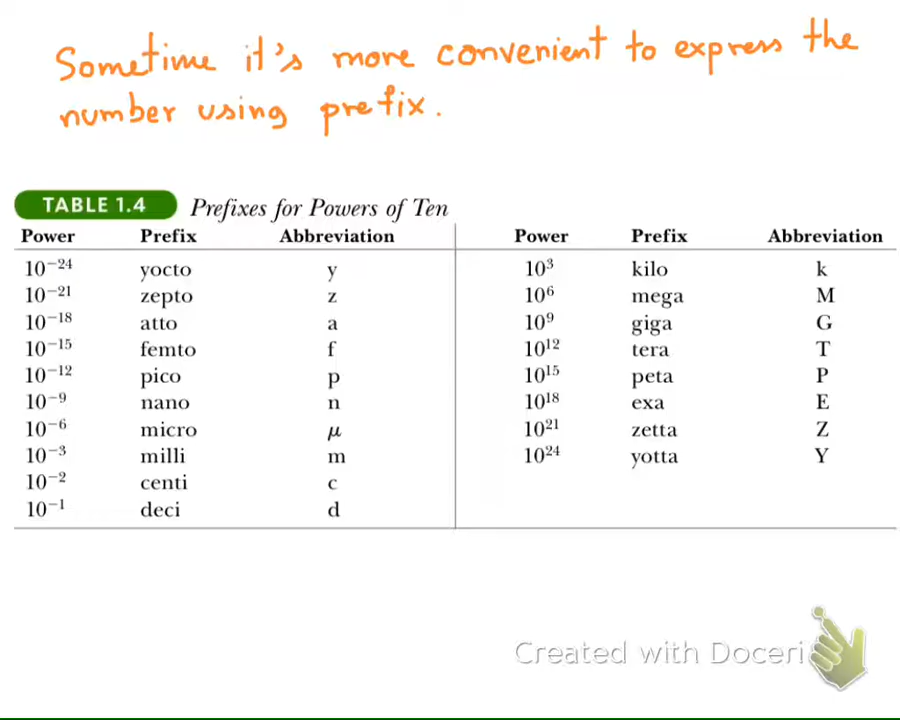 Sometime it's more convenient to express the
number using prefix.
TABLE 1.4 Prefixes for Powers of Ten
Power Prefix Abbreviation Power Prefix Abbreviation
10⁻²⁴ yocto y 10³ kilo k
10⁻²¹ zepto z 10⁶ mega M
10⁻¹⁸ atto a 10⁹ giga G
10⁻¹⁵ femto f 10¹² tera T
10⁻¹² pico p 10¹⁵ peta P
10⁻⁹ nano n 10¹⁸ exa E
10⁻⁶ micro μ 10²¹ zetta Z
10⁻³ milli m 10²⁴ yotta Y
10⁻² centi c
10⁻¹ deci d
Created with Doceri